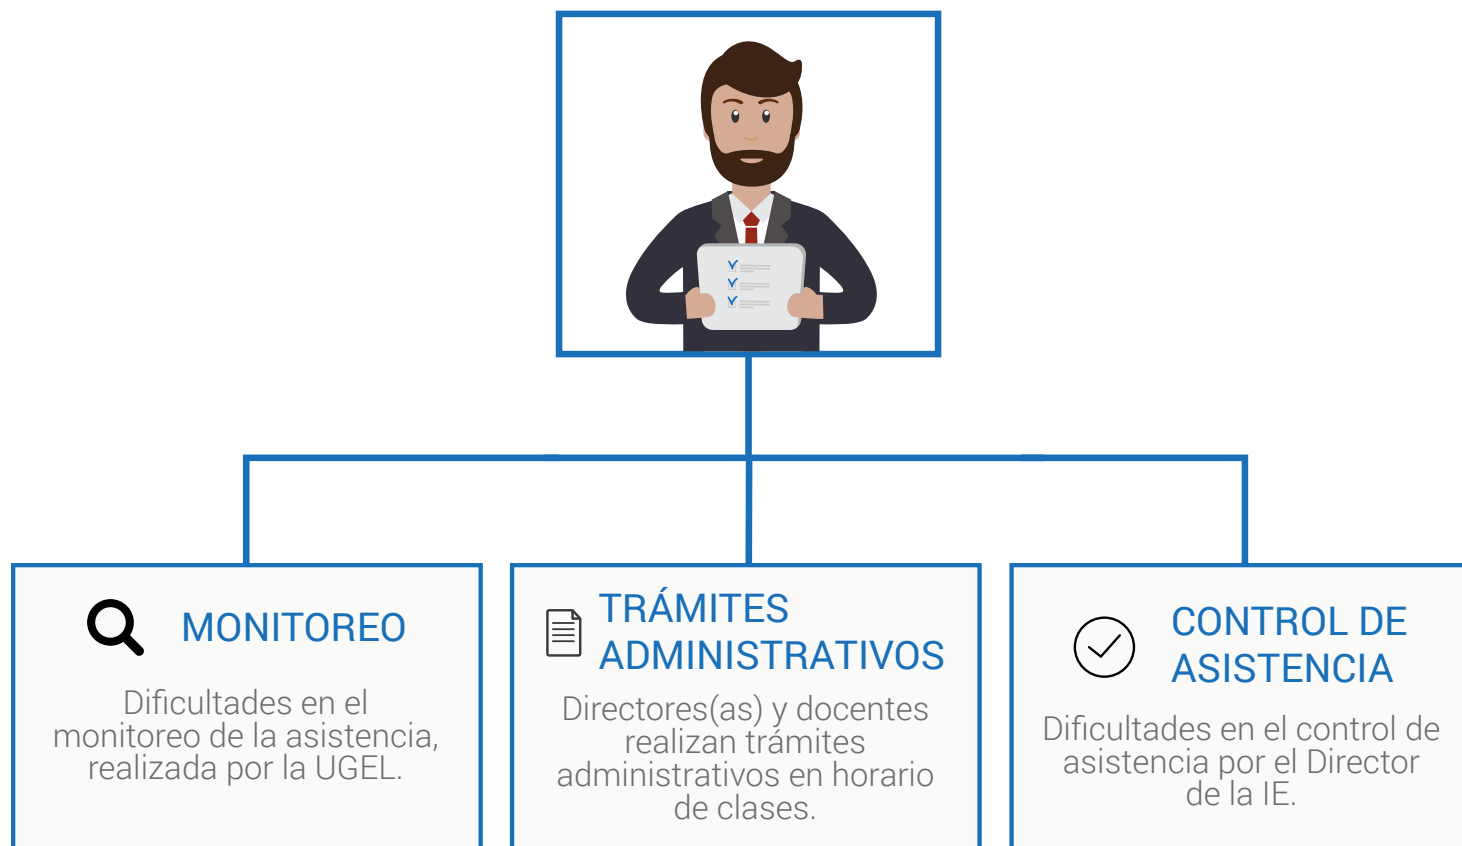 MONITOREO
Dificultades en el
monitoreo de la asistencia,
realizada por la UGEL.
TRÁMITES
ADMINISTRATIVOS
Directores(as) y docentes
realizan trámites
administrativos en horario
de clases.
CONTROL DE
ASISTENCIA
Dificultades en el control de
asistencia por el Director
de la IE.